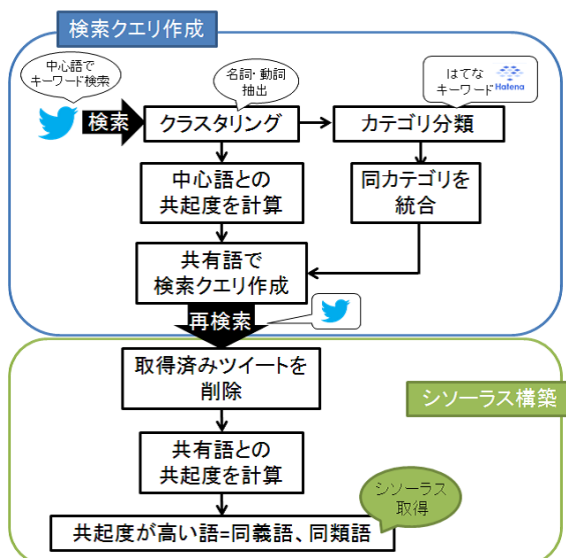 検索クエリ作成
中心語で
キーワード検索
名詞・動詞
抽出
はてな
キーワード
Hatena
検索
クラスタリング
カテゴリ分類
中心語との
共起度を計算
同カテゴリを
統合
共有語で
検索クエリ作成
再検索
取得済みツイートを
削除
シソーラス構築
共有語との
共起度を計算
シソーラス
取得
共起度が高い語=同義語、同類語